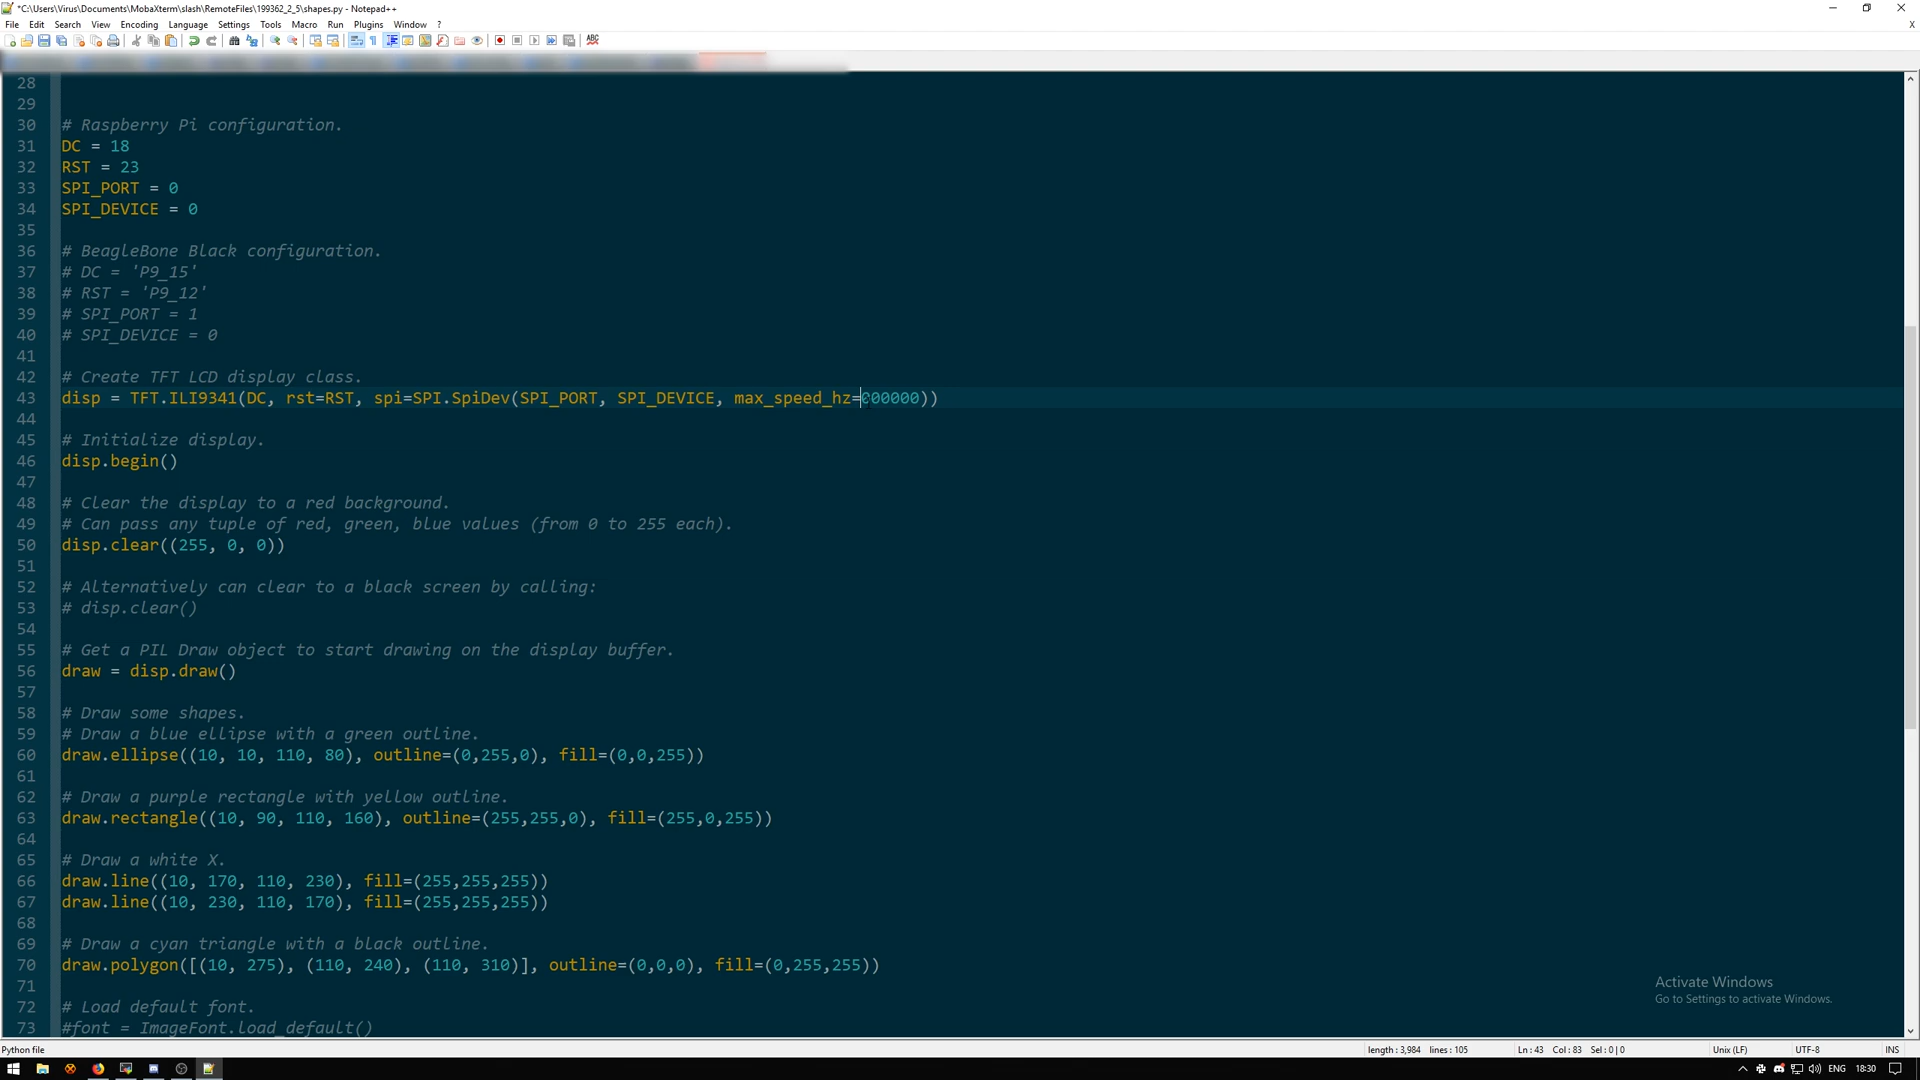 *C:\Users\Virus\Documents\MobaXterm\slash\RemoteFiles\199362_2_5\shapes.py - Notepad++
File Edit Search View Encoding Language Settings Tools Macro Run Plugins Window ?
X
28
29
30 # Raspberry Pi configuration.
31 DC = 18
32 RST = 23
33 SPI_PORT = 0
34 SPI_DEVICE = 0
35
36 # BeagleBone Black configuration.
37 # DC = 'P9_15'
38 # RST = 'P9_12'
39 # SPI_PORT = 1
40 # SPI_DEVICE = 0
41
42 # Create TFT LCD display class.
43 disp = TFT.ILI9341(DC, rst=RST, spi=SPI.SpiDev(SPI_PORT, SPI_DEVICE, max_speed_hz=000000))
44
45 # Initialize display.
46 disp.begin()
47
48 # Clear the display to a red background.
49 # Can pass any tuple of red, green, blue values (from 0 to 255 each).
50 disp.clear((255, 0, 0))
51
52 # Alternatively can clear to a black screen by calling:
53 # disp.clear()
54
55 # Get a PIL Draw object to start drawing on the display buffer.
56 draw = disp.draw()
57
58 # Draw some shapes.
59 # Draw a blue ellipse with a green outline.
60 draw.ellipse((10, 10, 110, 80), outline=(0,255,0), fill=(0,0,255))
61
62 # Draw a purple rectangle with yellow outline.
63 draw.rectangle((10, 90, 110, 160), outline=(255,255,0), fill=(255,0,255))
64
65 # Draw a white X.
66 draw.line((10, 170, 110, 230), fill=(255,255,255))
67 draw.line((10, 230, 110, 170), fill=(255,255,255))
68
69 # Draw a cyan triangle with a black outline.
70 draw.polygon([(10, 275), (110, 240), (110, 310)], outline=(0,0,0), fill=(0,255,255))
71
72 # Load default font.
73 #font = ImageFont.load_default()
Activate Windows
Go to Settings to activate Windows.
Python file length : 3,984 lines : 105 Ln : 43 Col : 83 Sel : 0 | 0 Unix (LF) UTF-8 INS
ENG 18:30